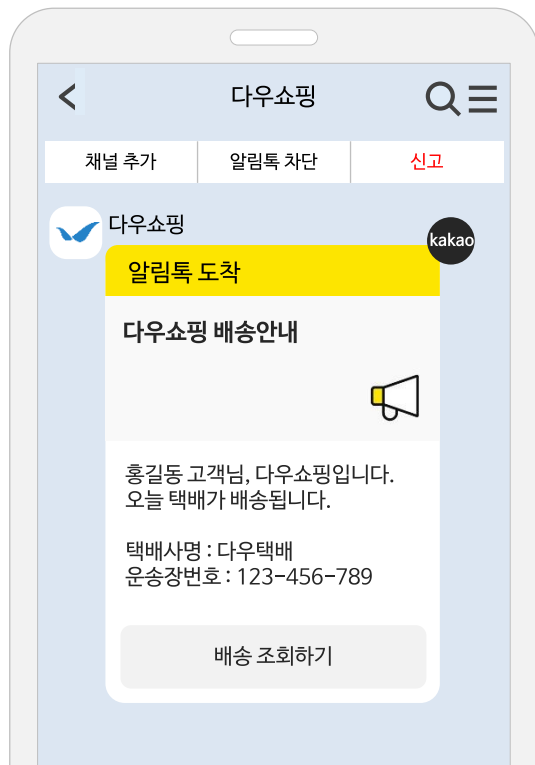 다우쇼핑
채널 추가 알림톡 차단 신고
다우쇼핑
kakao
알림톡 도착
다우쇼핑 배송안내
홍길동 고객님, 다우쇼핑입니다.
오늘 택배가 배송됩니다.
택배사명 : 다우택배
운송장번호 : 123-456-789
배송 조회하기